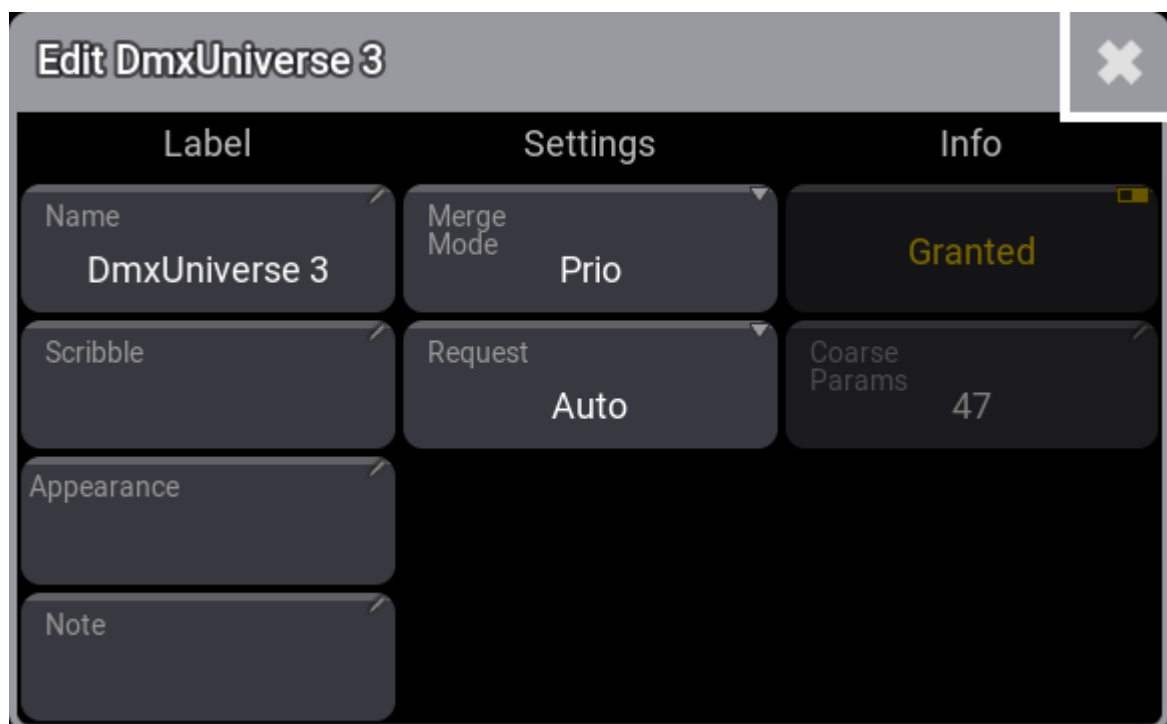 Edit DmxUniverse 3
Label
Settings
Info
Name
DmxUniverse 3
Merge
Mode
Prio
Granted
Scribble
Request
Auto
Coarse
Params
47
Appearance
Note